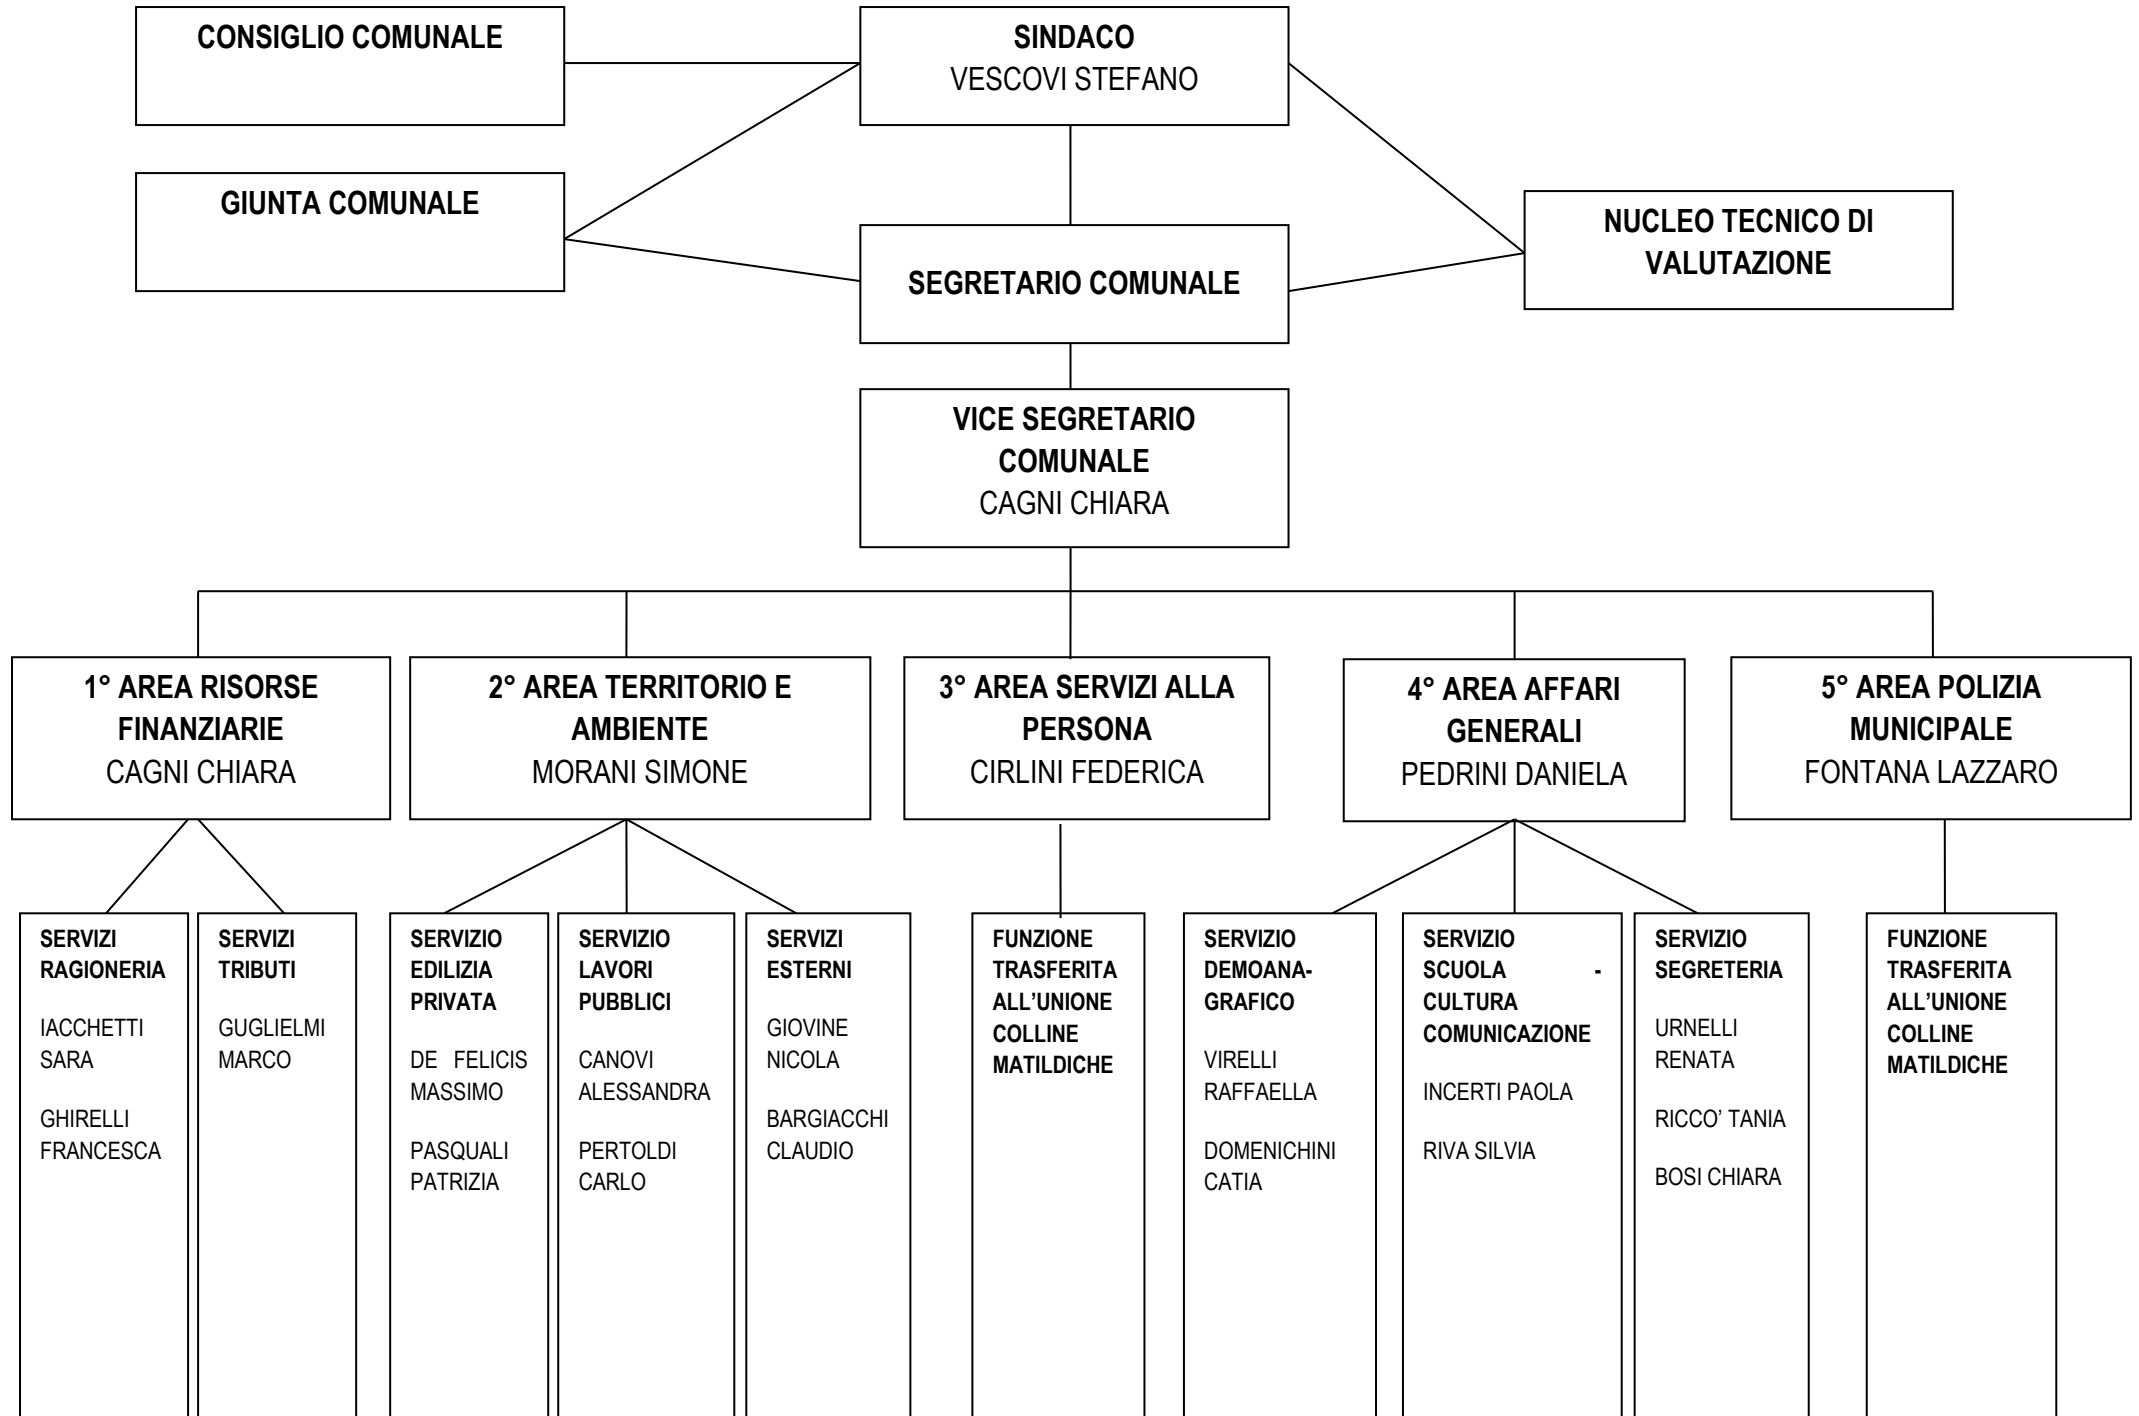 CONSIGLIO COMUNALE
SINDACO
VESCOVI STEFANO
GIUNTA COMUNALE
SEGRETARIO COMUNALE
NUCLEO TECNICO DI
VALUTAZIONE
VICE SEGRETARIO
COMUNALE
CAGNI CHIARA
1° AREA RISORSE
FINANZIARIE
CAGNI CHIARA
2° AREA TERRITORIO E
AMBIENTE
MORANI SIMONE
3° AREA SERVIZI ALLA
PERSONA
CIRLINI FEDERICA
4° AREA AFFARI
GENERALI
PEDRINI DANIELA
5° AREA POLIZIA
MUNICIPALE
FONTANA LAZZARO
SERVIZI
RAGIONERIA
IACCHETTI
SARA
GHIRELLI
FRANCESCA
SERVIZI
TRIBUTI
GUGLIELMI
MARCO
SERVIZIO
EDILIZIA
PRIVATA
DE FELICIS
MASSIMO
PASQUALI
PATRIZIA
SERVIZIO
LAVORI
PUBBLICI
CANOVI
ALESSANDRA
PERTOLDI
CARLO
SERVIZI
ESTERNI
GIOVINE
NICOLA
BARGIACCHI
CLAUDIO
FUNZIONE
TRASFERITA
ALL’UNIONE
COLLINE
MATILDICHE
SERVIZIO
DEMOANA-
GRAFICO
VIRELLI
RAFFAELLA
DOMENICHINI
CATIA
SERVIZIO
SCUOLA -
CULTURA
COMUNICAZIONE
INCERTI PAOLA
RIVA SILVIA
SERVIZIO
SEGRETERIA
URNELLI
RENATA
RICCO’ TANIA
BOSI CHIARA
FUNZIONE
TRASFERITA
ALL’UNIONE
COLLINE
MATILDICHE